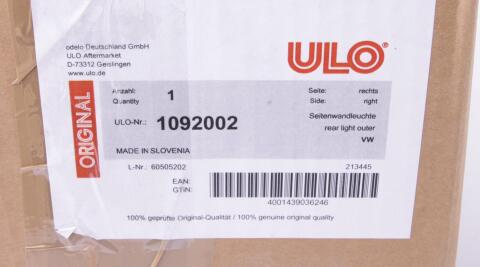 odelo Deutschland GmbH
ULO Aftermarket
D-73312 Geislingen
www.ulo.de
ULO®
ORIGINAL
Anzahl: 1 Seite: rechts
Quantity Side: right
ULO-Nr.: 1092002 Seitenwandleuchte
rear light outer
VW
MADE IN SLOVENIA
L-Nr.: 60505202 213445
EAN:
GTIN:
4001439036246
100% geprüfte Original-Qualität / 100% genuine original quality